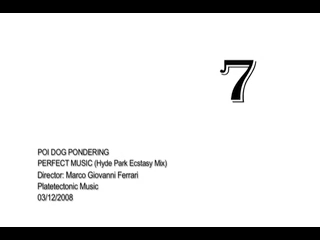 7
POI DOG PONDERING
PERFECT MUSIC (Hyde Park Ecstasy Mix)
Director: Marco Giovanni Ferrari
Platetectonic Music
03/12/2008